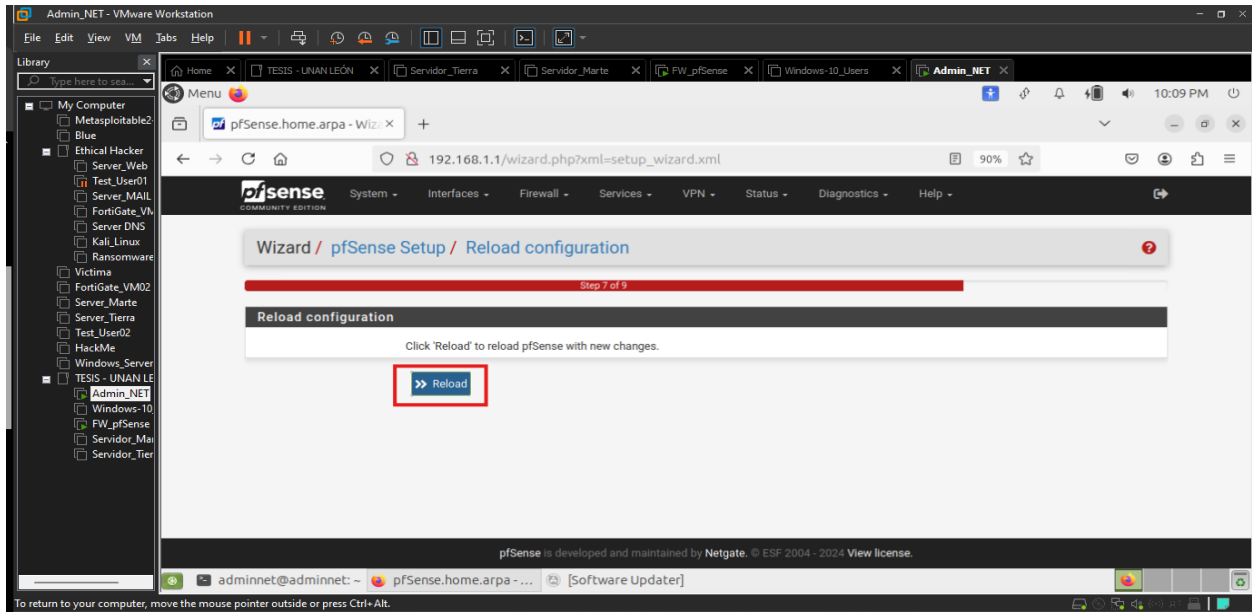 Admin_NET - VMware Workstation
File Edit View VM Tabs Help
Library
Type here to sea...
My Computer
Metasploitable2-
Blue
Ethical Hacker
Server_Web
Test_User01
Server_MAIL
FortiGate_VM
Server DNS
Kali_Linux
Ransomware
Victima
FortiGate_VM02
Server_Marte
Server_Tierra
Test_User02
HackMe
Windows_Server
TESIS - UNAN LE
Admin_NET
Windows-10_
FW_pfSense
Servidor_Mar
Servidor_Tier
Home TESIS - UNAN LEÓN Servidor_Tierra Servidor_Marte FW_pfSense Windows-10_Users Admin_NET
Menu 10:09 PM
pfSense.home.arpa - Wiz
192.168.1.1/wizard.php?xml=setup_wizard.xml 90%
pfsense COMMUNITY EDITION
System Interfaces Firewall Services VPN Status Diagnostics Help
Wizard / pfSense Setup / Reload configuration
Step 7 of 9
Reload configuration
Click 'Reload' to reload pfSense with new changes.
Reload
pfSense is developed and maintained by Netgate. © ESF 2004 - 2024 View license.
adminnet@adminnet: ~ pfSense.home.arpa - ... [Software Updater]
To return to your computer, move the mouse pointer outside or press Ctrl+Alt.